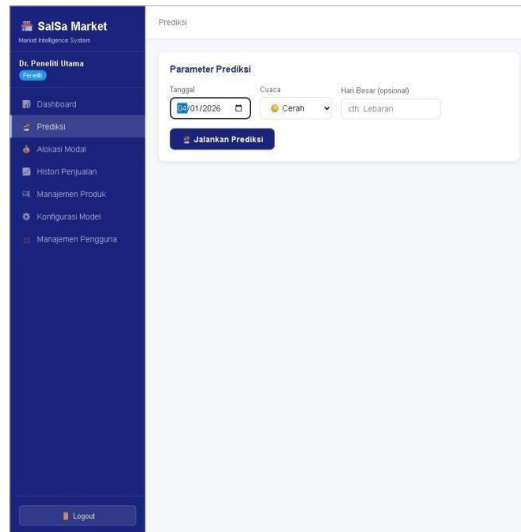 SalSa Market
Market Intelligence System
Dr. Peneliti Utama
Peneliti
Dashboard
Prediksi
Alokasi Modal
Histori Penjualan
Manajemen Produk
Konfigurasi Model
Manajemen Pengguna
Logout
Prediksi
Parameter Prediksi
Tanggal
Cuaca
Hari Besar (opsional)
04/01/2026
Cerah
cth: Lebaran
Jalankan Prediksi